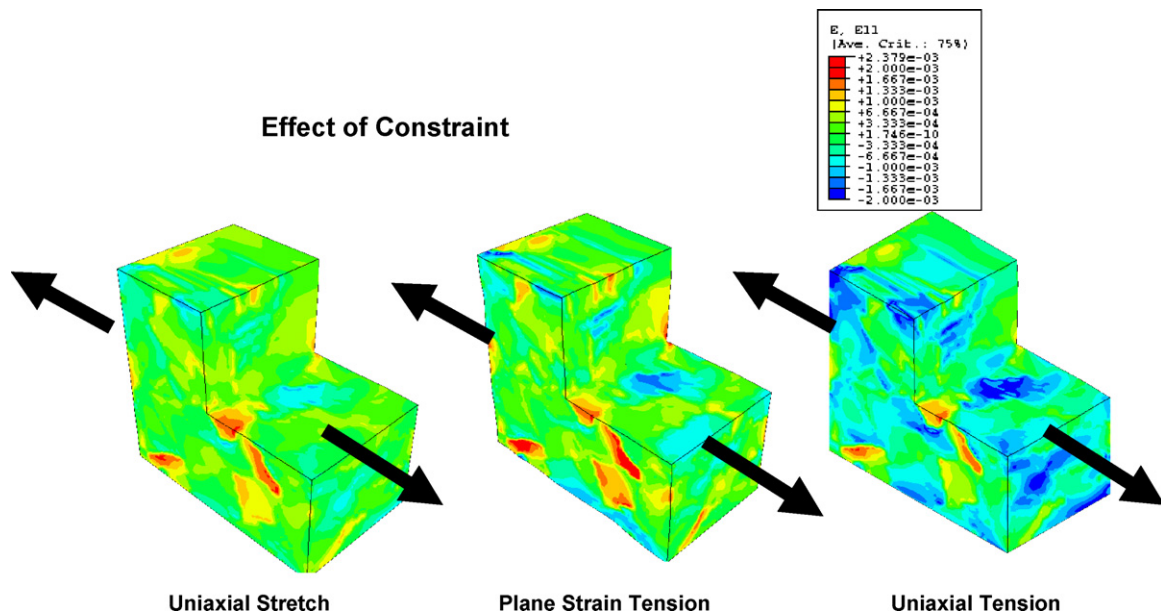 E, E11
(Ave. Crit.: 75%)
+2.379e-03
+2.000e-03
+1.667e-03
+1.333e-03
+1.000e-03
+6.667e-04
+3.333e-04
+1.746e-10
-3.333e-04
-6.667e-04
-1.000e-03
-1.333e-03
-1.667e-03
-2.000e-03
Effect of Constraint
Uniaxial Stretch
Plane Strain Tension
Uniaxial Tension